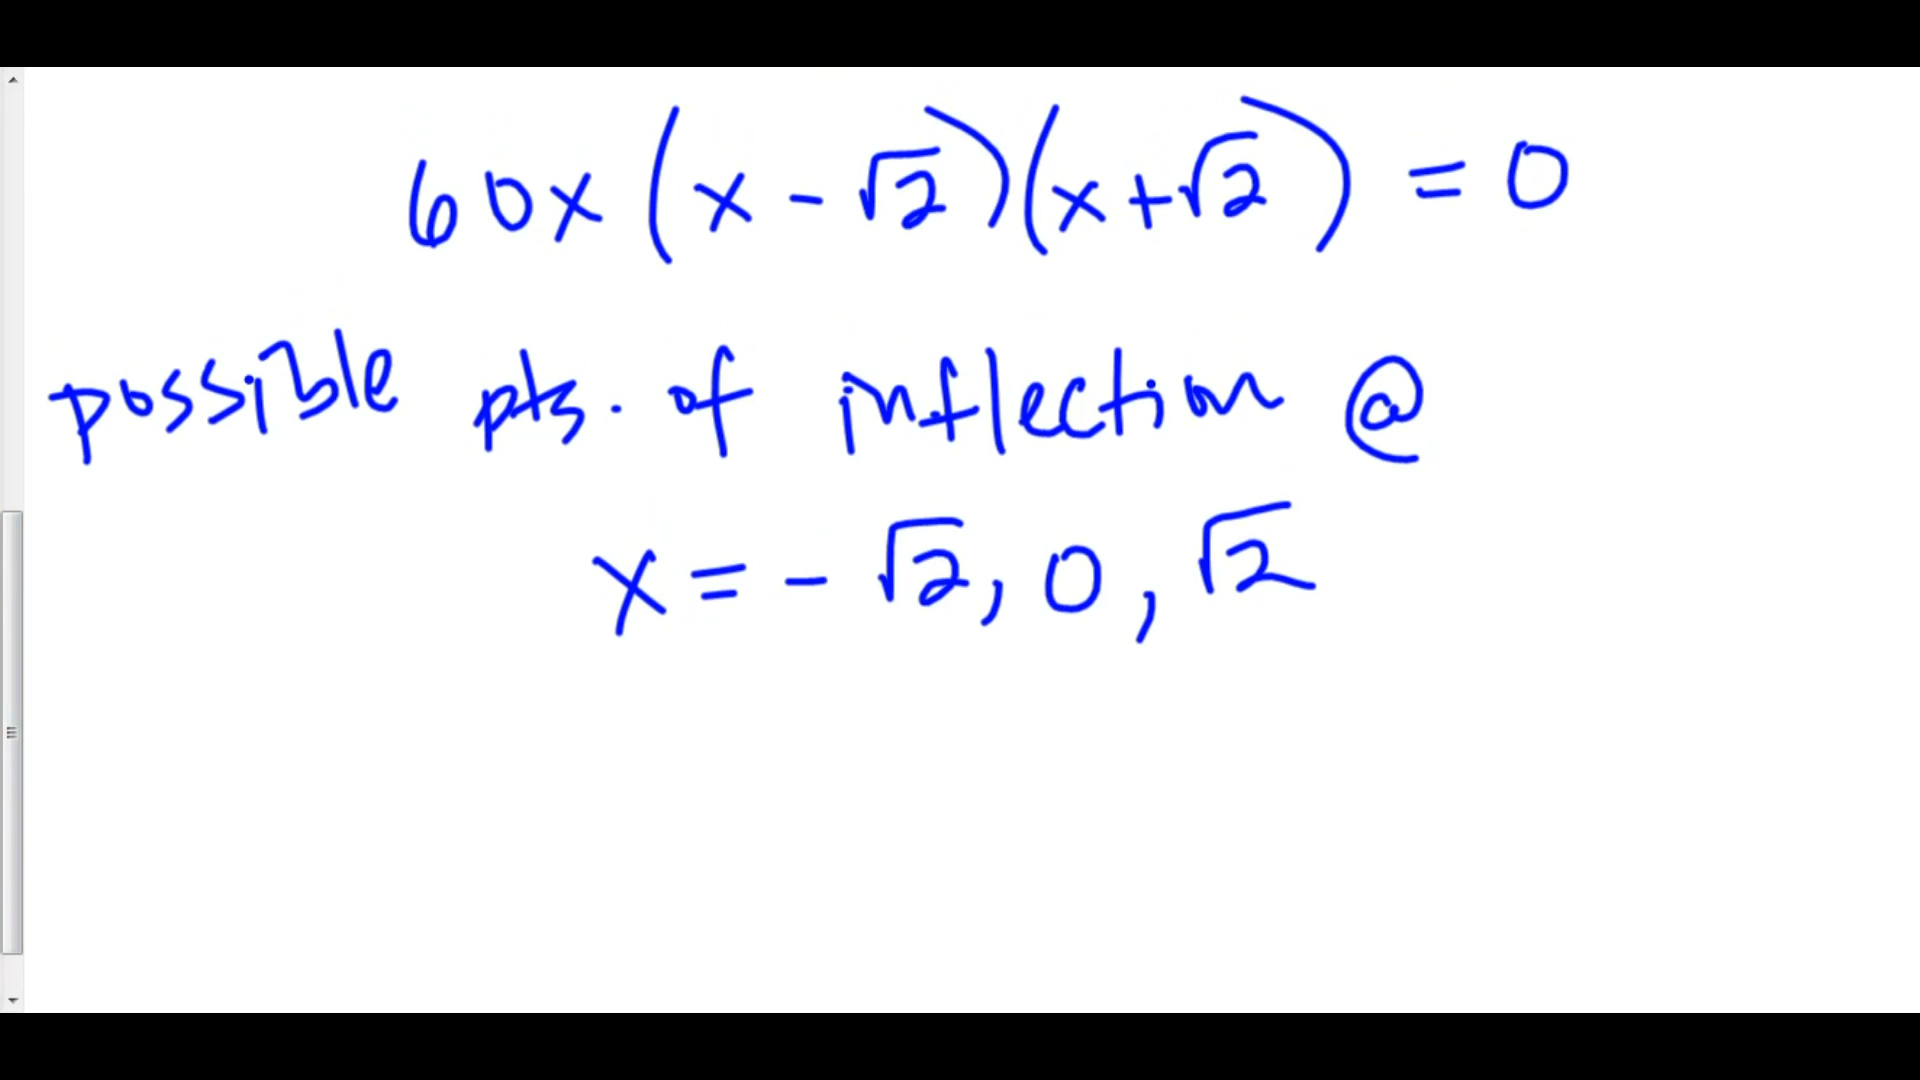 60x(x-√2)(x+√2) = 0
possible pts. of inflection @
x = -√2, 0, √2